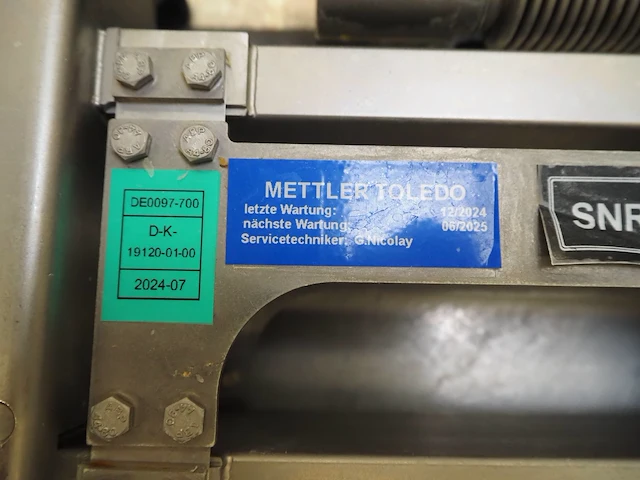 DE0097-700
D-K-
19120-01-00
2024-07
METTLER TOLEDO
letzte Wartung: 12/2024
nächste Wartung: 06/2025
Servicetechniker: G.Nicolay
SNR